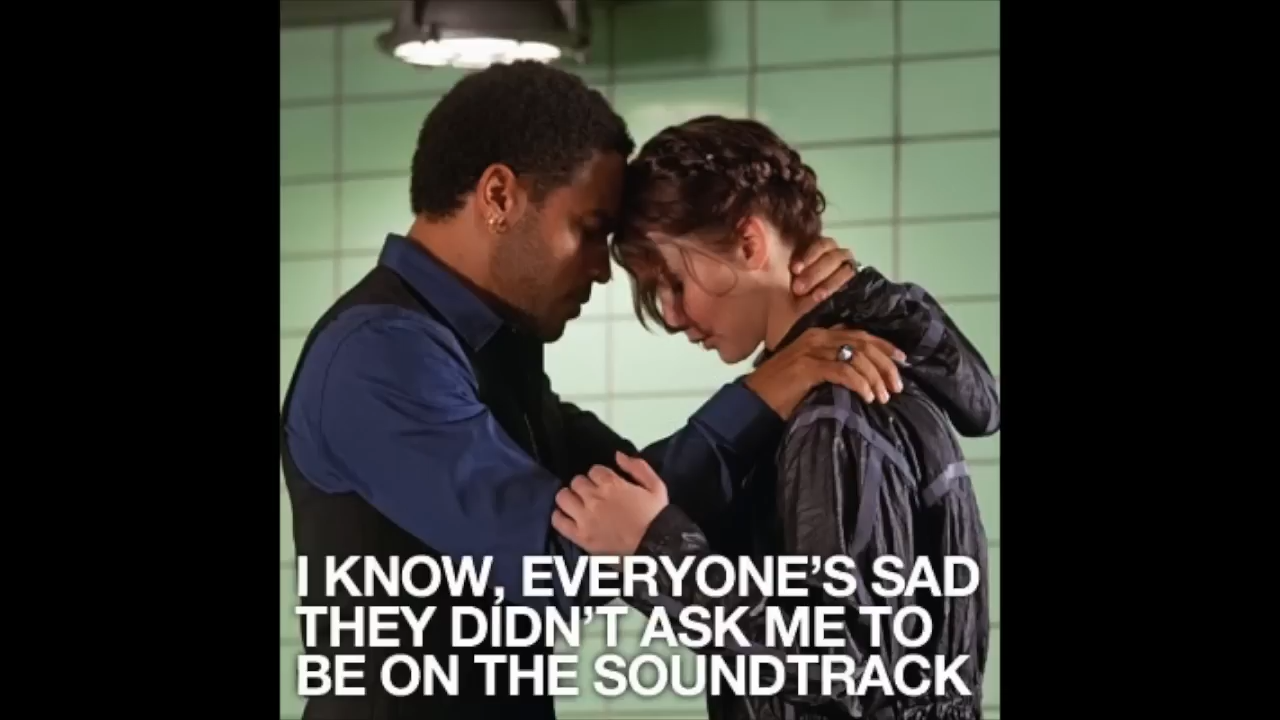 I KNOW, EVERYONE'S SAD
THEY DIDN'T ASK ME TO
BE ON THE SOUNDTRACK